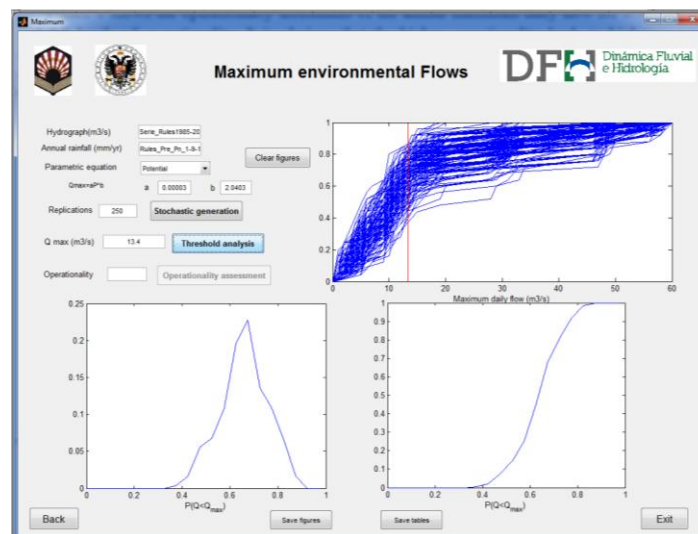 Maximum
Maximum environmental Flows
DFH Dinámica Fluvial
e Hidrología
Hydrograph(m3/s) Serie_Rules1985-20
Annual rainfall (mm/yr) Rules_Pre_Pn_1-9-1
Parametric equation Potential
Clear figures
Qmax=aP^b a 0.00003 b 2.0403
Replications 250 Stochastic generation
Q max (m3/s) 13.4 Threshold analysis
Operationality Operationality assessment
1
0.8
0.6
0.4
0.2
0
0 10 20 30 40 50 60
Maximum daily flow (m3/s)
0.25
0.2
0.15
0.1
0.05
0
0 0.2 0.4 0.6 0.8 1
P(Q<Qmax)
1
0.9
0.8
0.7
0.6
0.5
0.4
0.3
0.2
0.1
0
0 0.2 0.4 0.6 0.8 1
P(Q<Qmax)
Back Save figures Save tables Exit